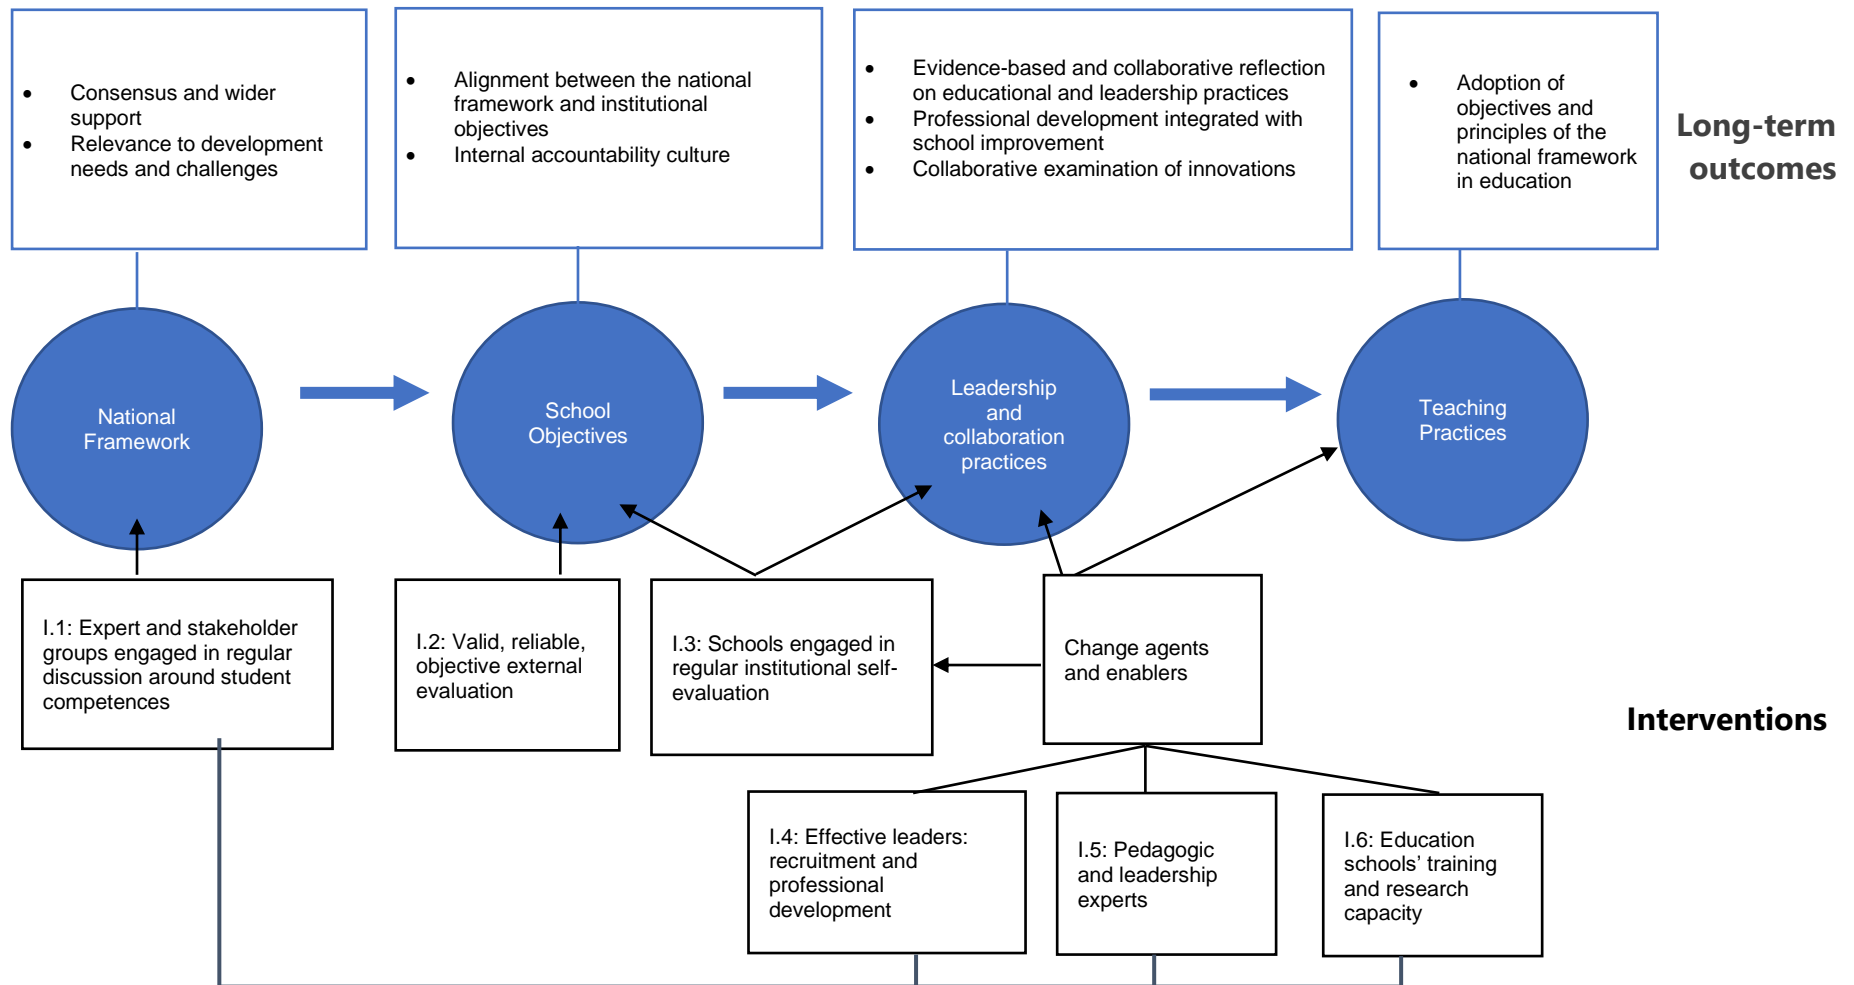 • Consensus and wider
support
• Relevance to development
needs and challenges
• Alignment between the national
framework and institutional
objectives
• Internal accountability culture
• Evidence-based and collaborative reflection
on educational and leadership practices
• Professional development integrated with
school improvement
• Collaborative examination of innovations
• Adoption of
objectives and
principles of the
national framework
in education
Long-term
outcomes
National
Framework
School
Objectives
Leadership
and
collaboration
practices
Teaching
Practices
I.1: Expert and stakeholder
groups engaged in regular
discussion around student
competences
I.2: Valid, reliable,
objective external
evaluation
I.3: Schools engaged in
regular institutional self-
evaluation
Change agents
and enablers
Interventions
I.4: Effective leaders:
recruitment and
professional
development
I.5: Pedagogic
and leadership
experts
I.6: Education
schools’ training
and research
capacity